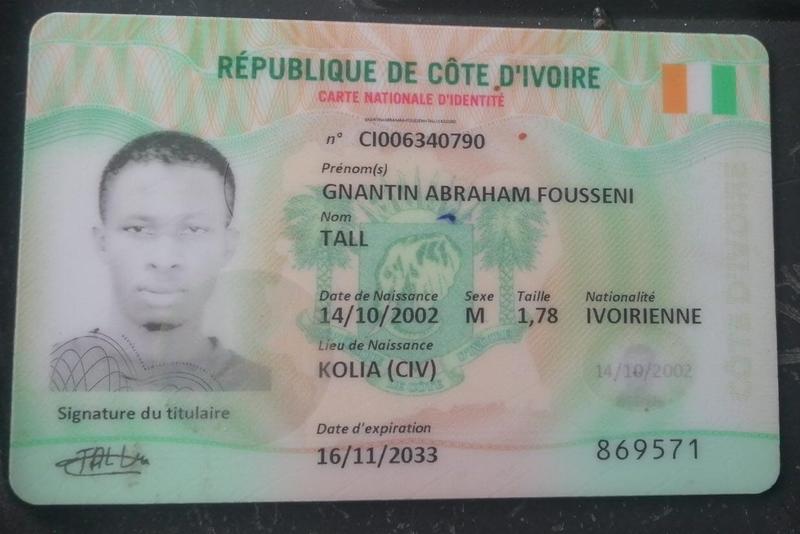 RÉPUBLIQUE DE CÔTE D'IVOIRE
CARTE NATIONALE D'IDENTITÉ
n° CI006340790
Prénom(s)
GNANTIN ABRAHAM FOUSSENI
Nom
TALL
Date de Naissance Sexe Taille Nationalité
14/10/2002 M 1,78 IVOIRIENNE
Lieu de Naissance
KOLIA (CIV)
14/10/2002
Signature du titulaire
Date d'expiration
16/11/2033
869571